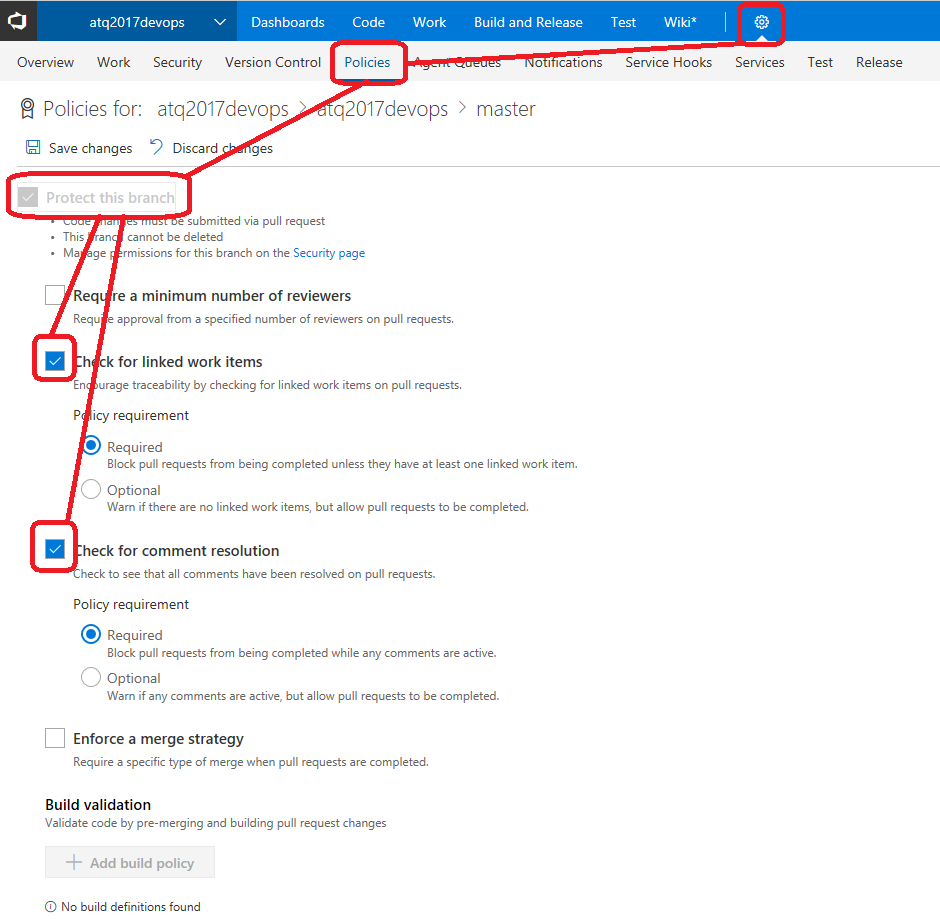 atq2017devops Dashboards Code Work Build and Release Test Wiki*
Overview Work Security Version Control Policies Agent Queues Notifications Service Hooks Services Test Release
Policies for: atq2017devops > atq2017devops > master
Save changes Discard changes
Protect this branch
• Code changes must be submitted via pull request
• This branch cannot be deleted
• Manage permissions for this branch on the Security page
Require a minimum number of reviewers
Require approval from a specified number of reviewers on pull requests.
Check for linked work items
Encourage traceability by checking for linked work items on pull requests.
Policy requirement
Required
Block pull requests from being completed unless they have at least one linked work item.
Optional
Warn if there are no linked work items, but allow pull requests to be completed.
Check for comment resolution
Check to see that all comments have been resolved on pull requests.
Policy requirement
Required
Block pull requests from being completed while any comments are active.
Optional
Warn if any comments are active, but allow pull requests to be completed.
Enforce a merge strategy
Require a specific type of merge when pull requests are completed.
Build validation
Validate code by pre-merging and building pull request changes
+ Add build policy
No build definitions found